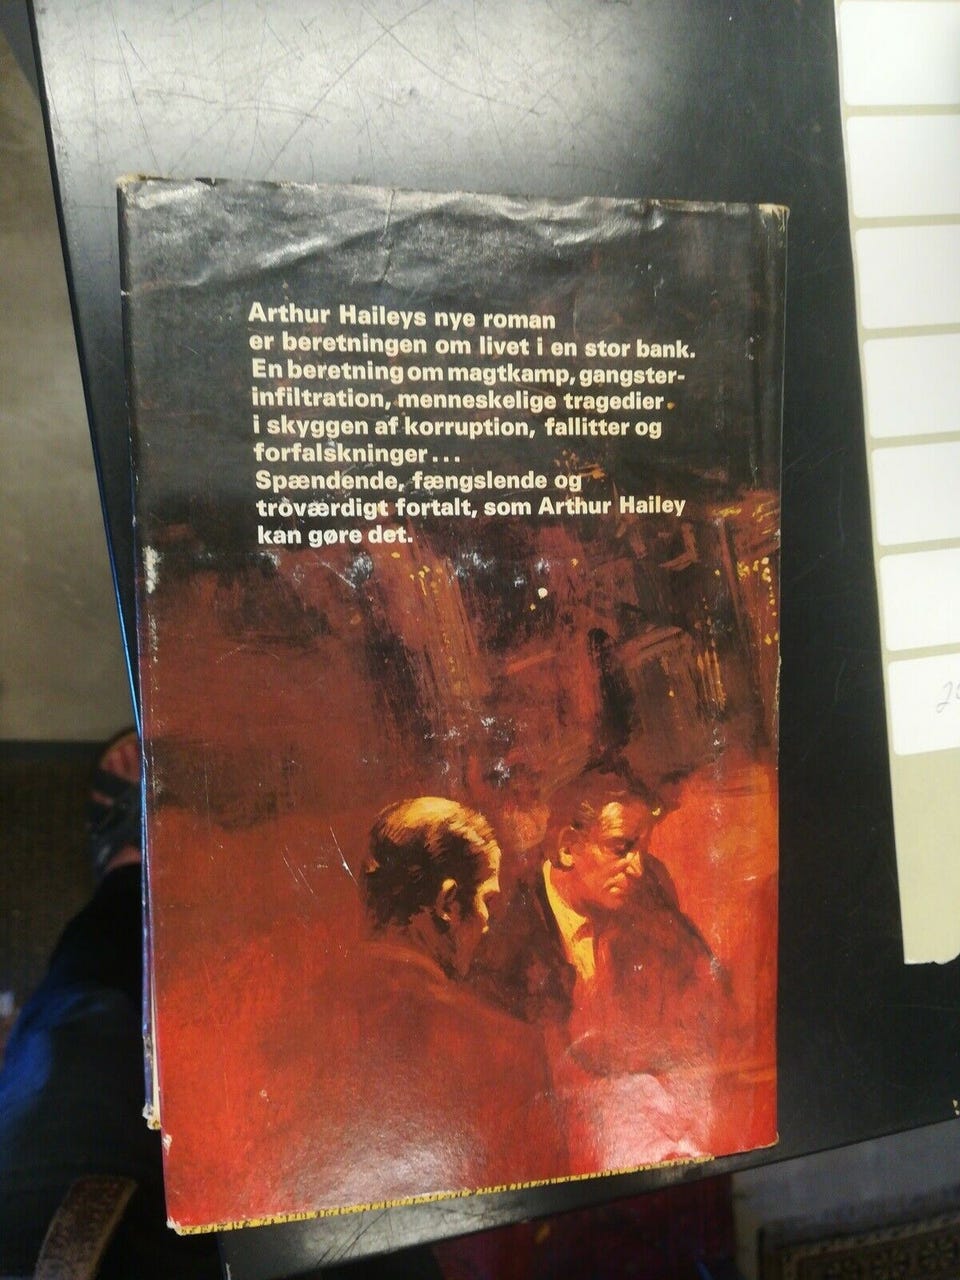 Arthur Haileys nye roman
er beretningen om livet i en stor bank.
En beretning om magtkamp, gangster-
infiltration, menneskelige tragedier
i skyggen af korruption, fallitter og
forfalskninger...
Spændende, fængslende og
troværdigt fortalt, som Arthur Hailey
kan gøre det.